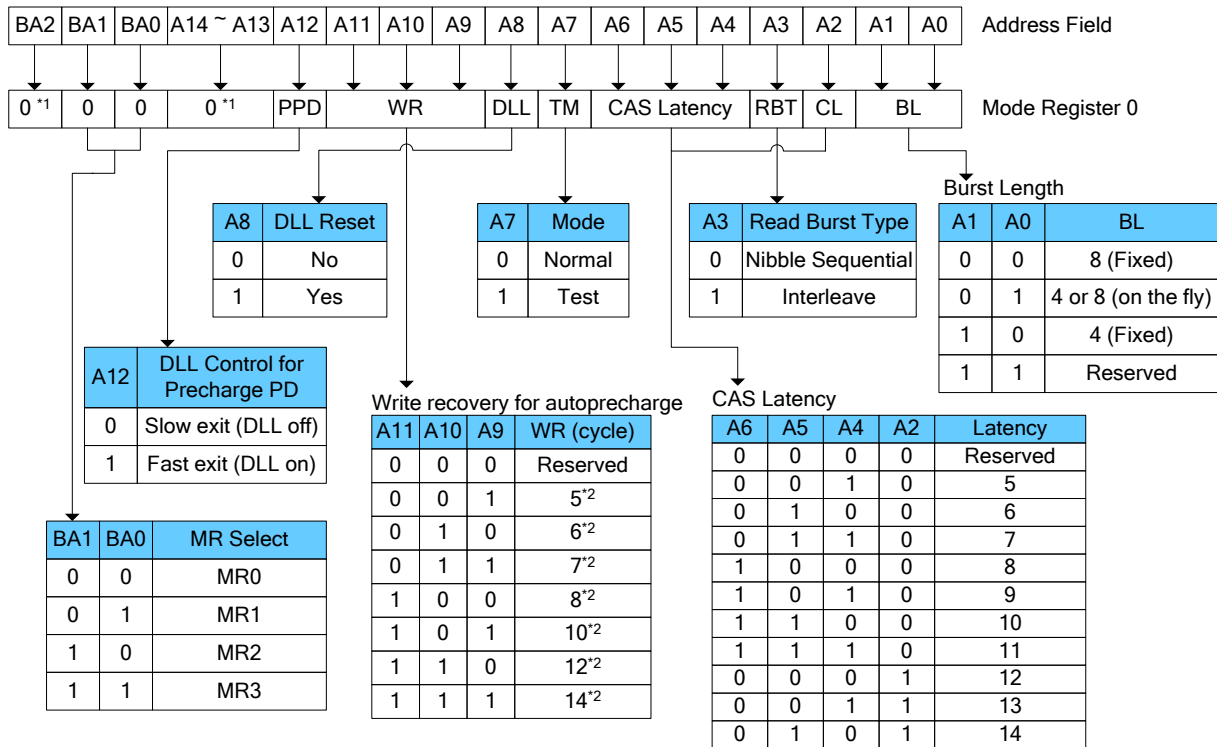 BA2 BA1 BA0 A14 ~ A13 A12 A11 A10 A9 A8 A7 A6 A5 A4 A3 A2 A1 A0 Address Field
0 *1 0 0 0 *1 PPD WR DLL TM CAS Latency RBT CL BL Mode Register 0
A8 DLL Reset
0 No
1 Yes
A7 Mode
0 Normal
1 Test
A3 Read Burst Type
0 Nibble Sequential
1 Interleave
Burst Length
A1 A0 BL
0 0 8 (Fixed)
0 1 4 or 8 (on the fly)
1 0 4 (Fixed)
1 1 Reserved
A12 DLL Control for
Precharge PD
0 Slow exit (DLL off)
1 Fast exit (DLL on)
BA1 BA0 MR Select
0 0 MR0
0 1 MR1
1 0 MR2
1 1 MR3
Write recovery for autoprecharge
A11 A10 A9 WR (cycle)
0 0 0 Reserved
0 0 1 5*2
0 1 0 6*2
0 1 1 7*2
1 0 0 8*2
1 0 1 10*2
1 1 0 12*2
1 1 1 14*2
CAS Latency
A6 A5 A4 A2 Latency
0 0 0 0 Reserved
0 0 1 0 5
0 1 0 0 6
0 1 1 0 7
1 0 0 0 8
1 0 1 0 9
1 1 0 0 10
1 1 1 0 11
0 0 0 1 12
0 0 1 1 13
0 1 0 1 14